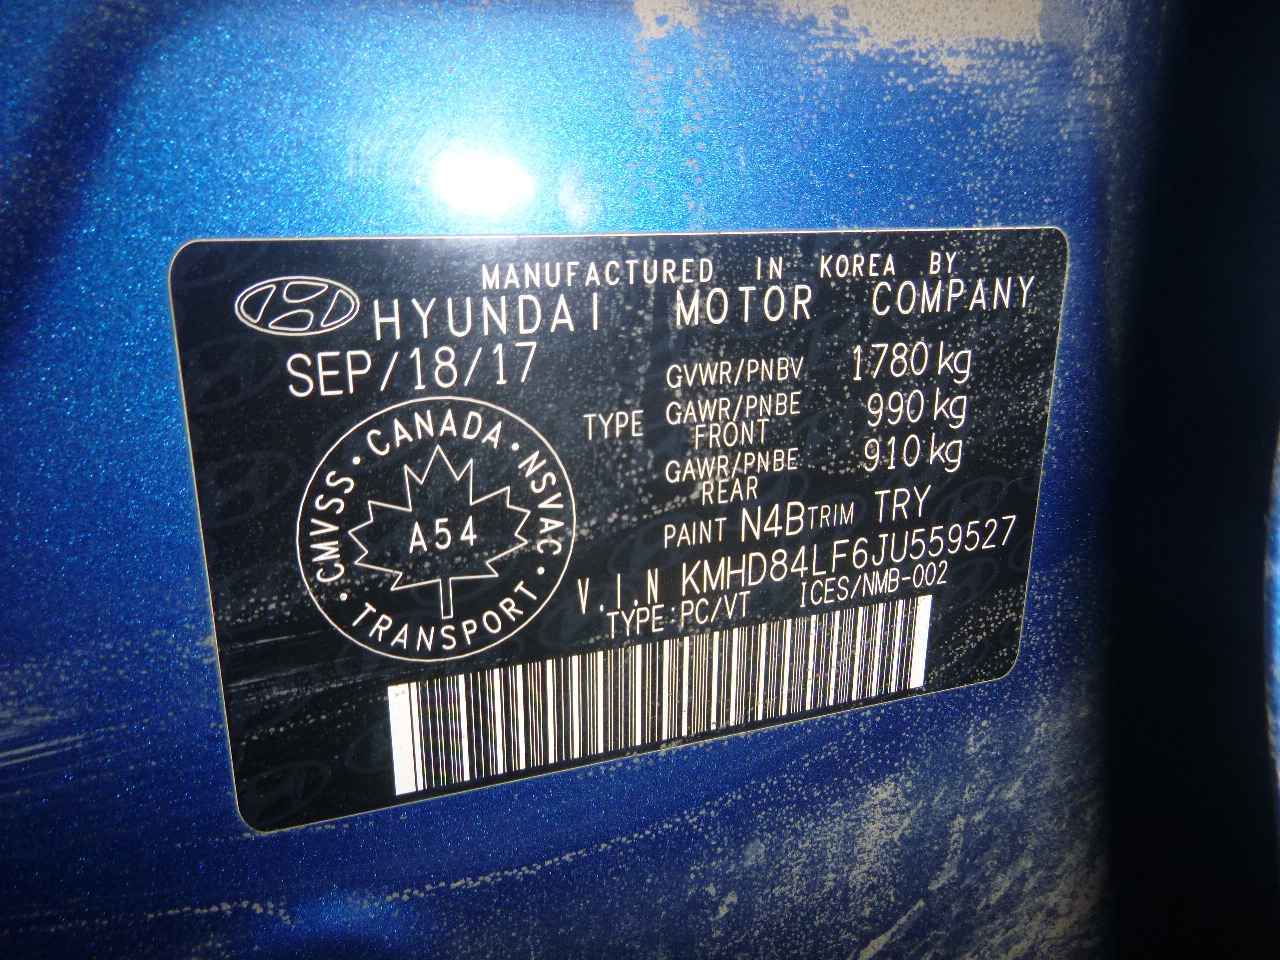 MANUFACTURED IN KOREA BY
HYUNDAI MOTOR COMPANY
SEP/18/17
GVWR/PNBV 1780 kg
TYPE GAWR/PNBE FRONT 990 kg
GAWR/PNBE REAR 910 kg
PAINT N4B TRIM TRY
V.I.N KMHD84LF6JU559527
TYPE:PC/VT ICES/NMB-002
CMVSS · CANADA · NSVAC · TRANSPORT ·
A54